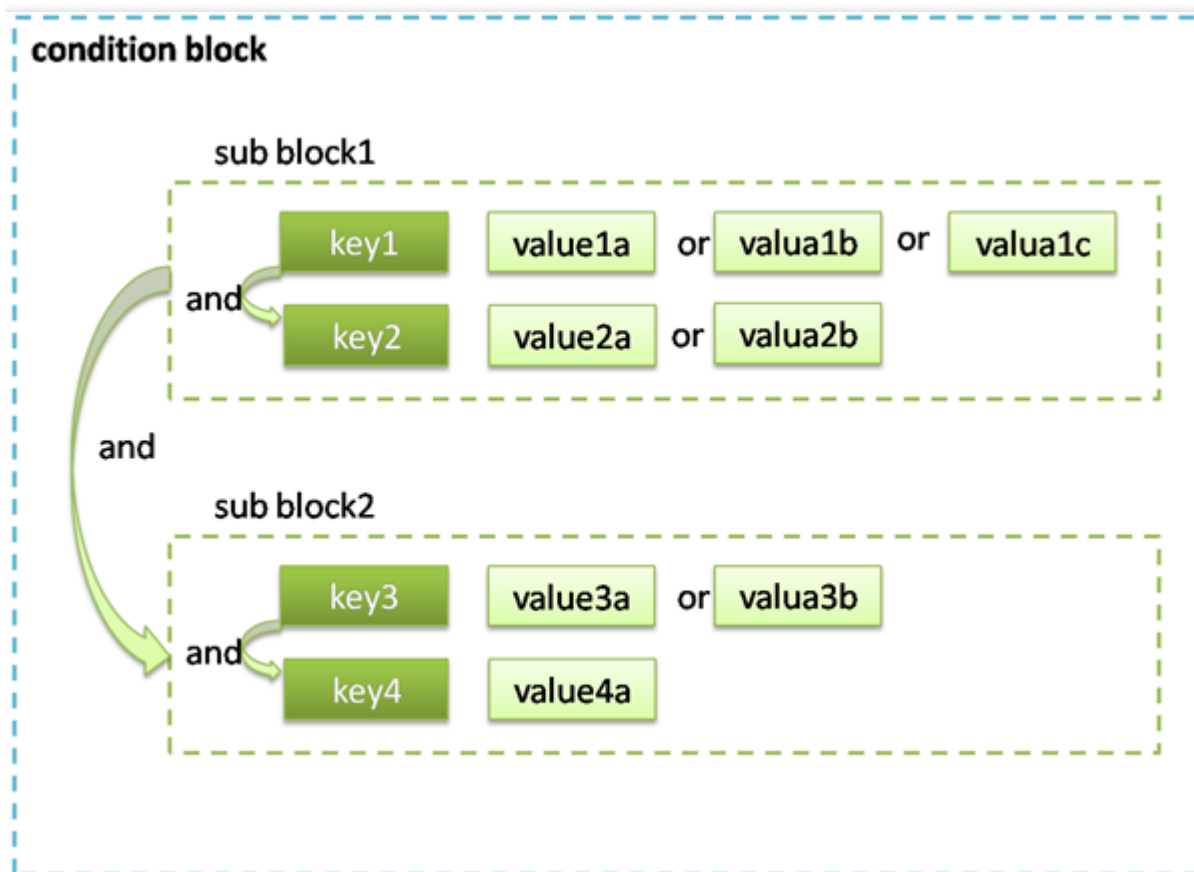 condition block
sub block1
key1 value1a or valua1b or valua1c
and
key2 value2a or valua2b
and
sub block2
key3 value3a or valua3b
and
key4 value4a